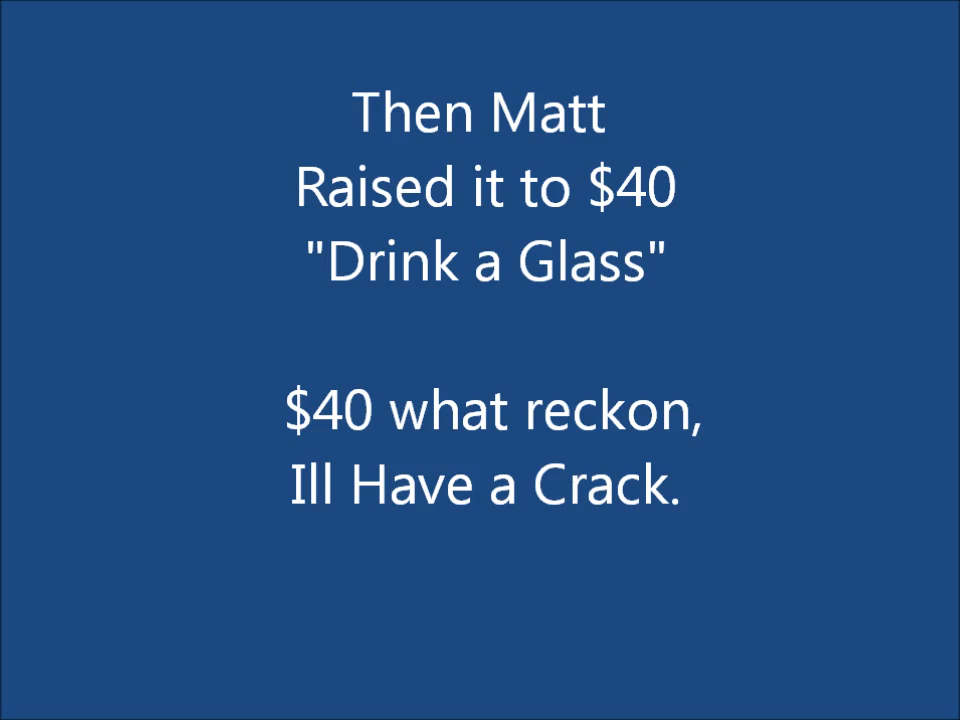 Then Matt
Raised it to $40
"Drink a Glass"
$40 what reckon,
Ill Have a Crack.